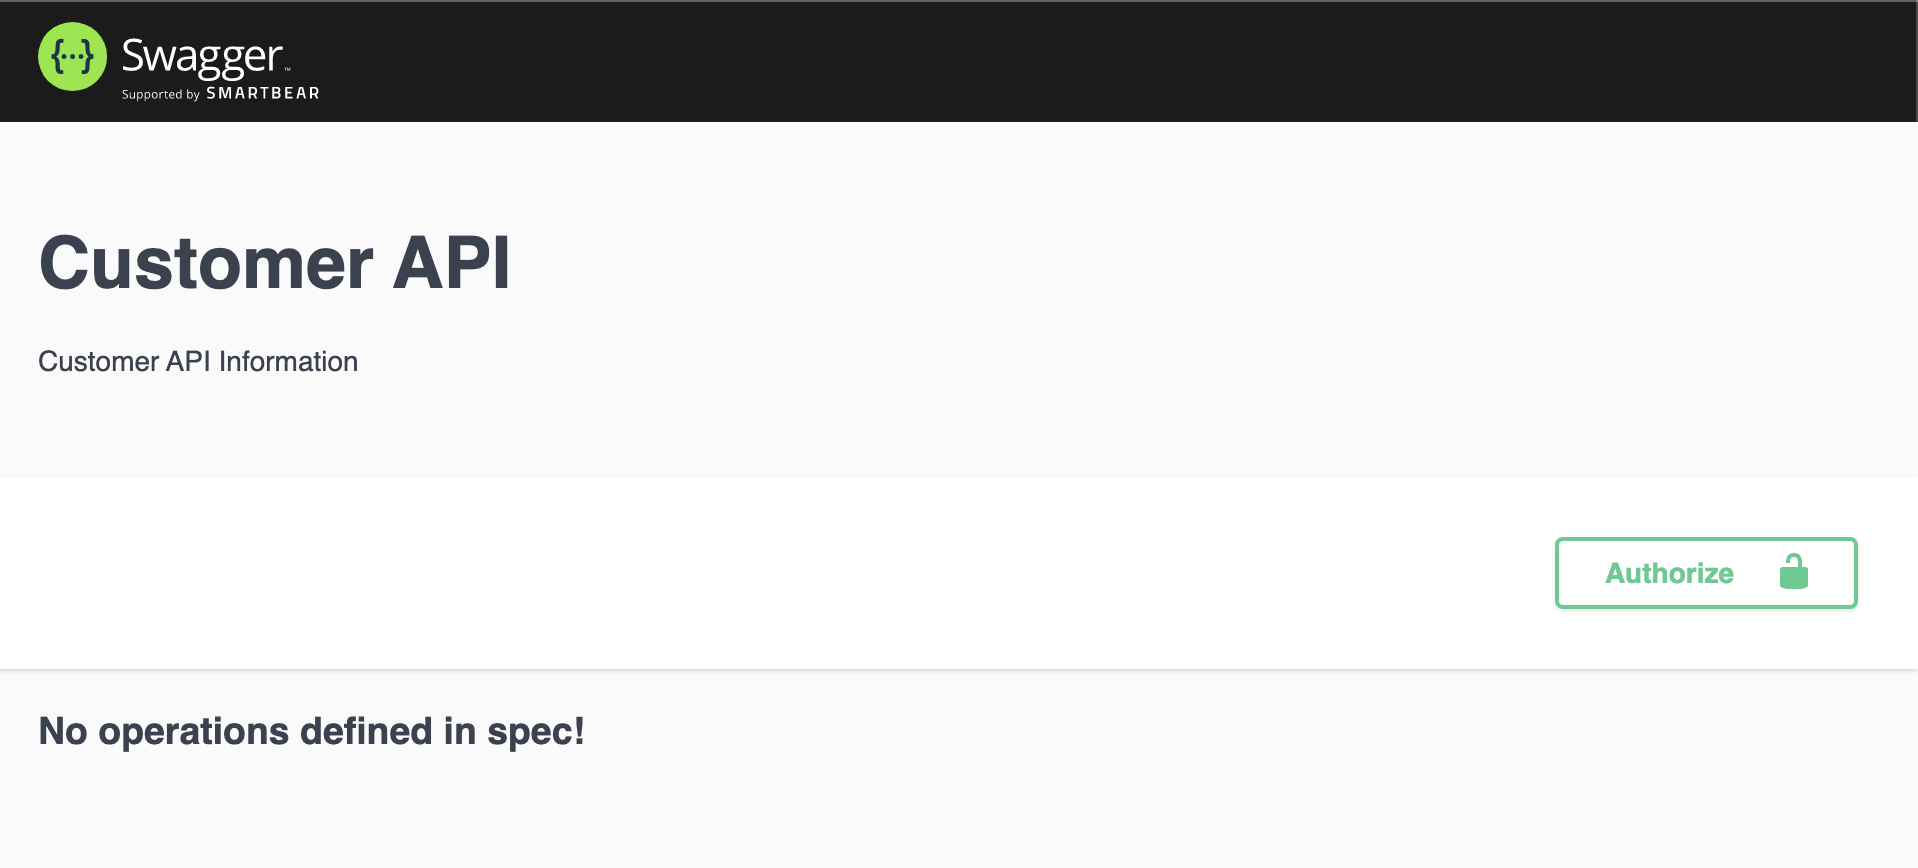 {...}
Swagger™
Supported by SMARTBEAR
Customer API
Customer API Information
Authorize
No operations defined in spec!